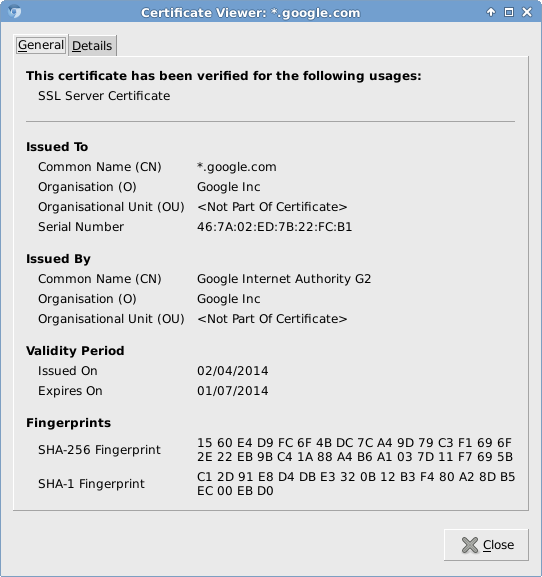 Certificate Viewer: *.google.com
General Details
This certificate has been verified for the following usages:
SSL Server Certificate
Issued To
Common Name (CN) *.google.com
Organisation (O) Google Inc
Organisational Unit (OU) <Not Part Of Certificate>
Serial Number 46:7A:02:ED:7B:22:FC:B1
Issued By
Common Name (CN) Google Internet Authority G2
Organisation (O) Google Inc
Organisational Unit (OU) <Not Part Of Certificate>
Validity Period
Issued On 02/04/2014
Expires On 01/07/2014
Fingerprints
SHA-256 Fingerprint 15 60 E4 D9 FC 6F 4B DC 7C A4 9D 79 C3 F1 69 6F
2E 22 EB 9B C4 1A 88 A4 B6 A1 03 7D 11 F7 69 5B
SHA-1 Fingerprint C1 2D 91 E8 D4 DB E3 32 0B 12 B3 F4 80 A2 8D B5
EC 00 EB D0
Close